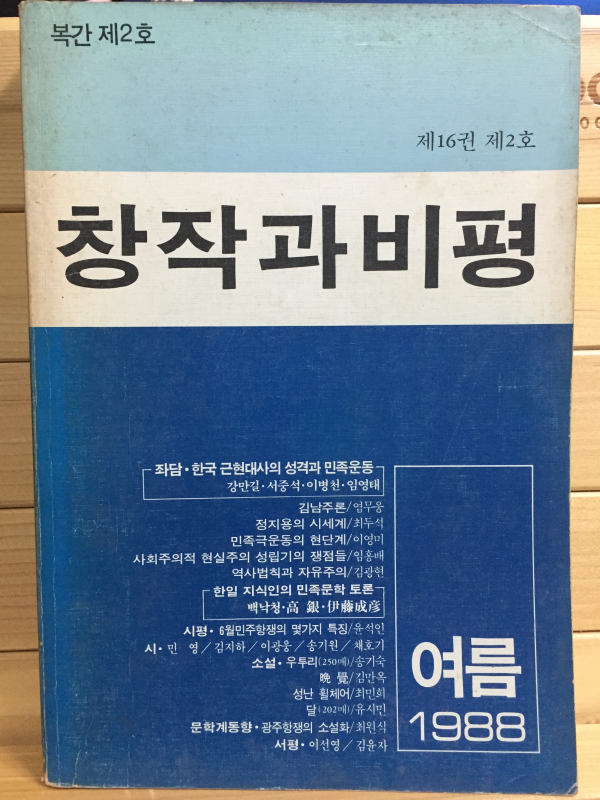 복간 제2호
제16권 제2호
창작과비평
좌담·한국 근현대사의 성격과 민족운동
강만길·서중석·이병천·임영태
김남주론/염무웅
정지용의 시세계/최두석
민족극운동의 현단계/이영미
사회주의적 현실주의 성립기의 쟁점들/임홍배
역사법칙과 자유주의/김광현
한일 지식인의 민족문학 토론
백낙청·高 銀·伊藤成彦
시평·6월민주항쟁의 몇가지 특징/윤석인
시·민 영/김지하/이광웅/송기원/채호기
소설·우투리(250매)/송기숙
晩 覺/김만옥
성난 휠체어/최민희
달(202매)/유시민
문학계동향·광주항쟁의 소설화/최원식
서평·이선영/김윤자
여름
1988